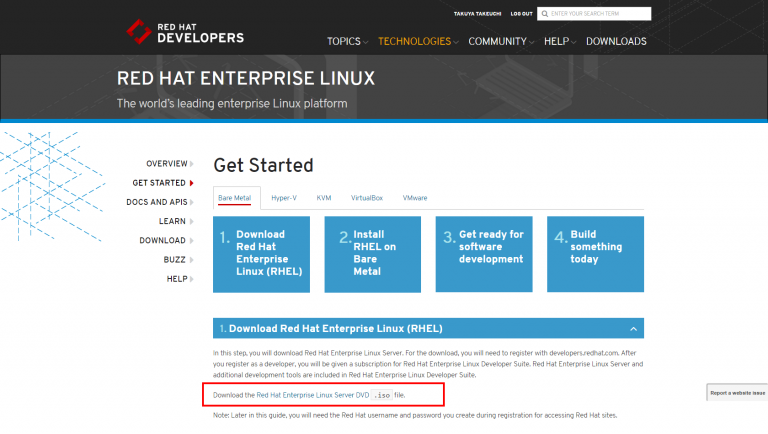 TAKUYA TAKEUCHI LOG OUT ENTER YOUR SEARCH TERM
RED HAT
DEVELOPERS
TOPICS TECHNOLOGIES COMMUNITY HELP DOWNLOADS
RED HAT ENTERPRISE LINUX
The world's leading enterprise Linux platform
OVERVIEW
GET STARTED
DOCS AND APIS
LEARN
DOWNLOAD
BUZZ
HELP
Get Started
Bare Metal Hyper-V KVM VirtualBox VMware
1. Download
Red Hat
Enterprise
Linux (RHEL)
2. Install
RHEL on
Bare
Metal
3. Get ready for
software
development
4. Build
something
today
1. Download Red Hat Enterprise Linux (RHEL)
In this step, you will download Red Hat Enterprise Linux Server. For the download, you will need to register with developers.redhat.com. After
you register as a developer, you will be given a subscription for Red Hat Enterprise Linux Developer Suite. Red Hat Enterprise Linux Server and
additional development tools are included in Red Hat Enterprise Linux Developer Suite.
Download the Red Hat Enterprise Linux Server DVD .iso file.
Note: Later in this guide, you will need the Red Hat username and password you create during registration for accessing Red Hat sites.
Report a website issue